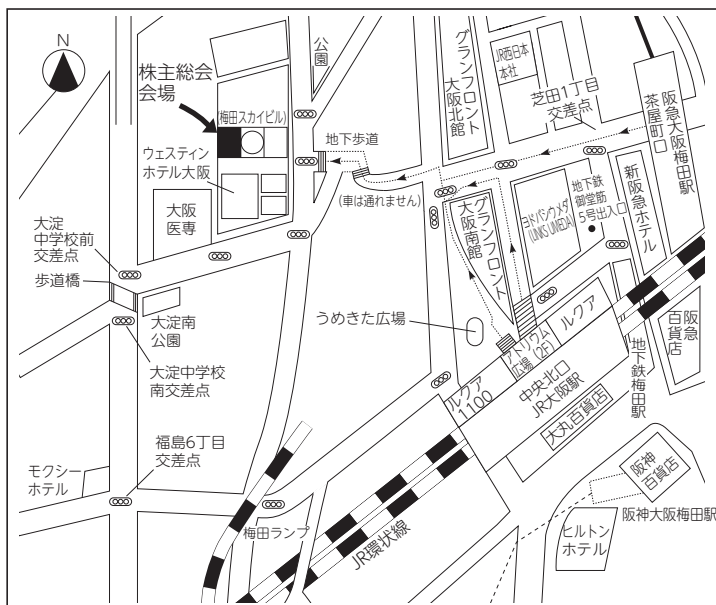 N
株主総会
会場
(梅田スカイビル)
ウェスティン
ホテル大阪
大阪
医専
公園
地下歩道
(車は通れません)
グランフロント
大阪北館
JR西日本
本社
芝田1丁目
交差点
阪急大阪梅田駅
茶屋町口
新阪急ホテル
地下鉄
御堂筋
5号出入口
ヨドバシウメダ
(LINKS UMEDA)
グランフロント
大阪南館
大淀
中学校前
交差点
歩道橋
大淀南
公園
大淀中学校
南交差点
うめきた広場
アトリウム
広場(2F)
ルクア
ルクア
1100
中央北口
JR大阪駅
大丸百貨店
地下鉄梅田駅
阪急
百貨店
福島6丁目
交差点
モクシー
ホテル
梅田ランプ
JR環状線
阪神
百貨店
阪神大阪梅田駅
ヒルトン
ホテル